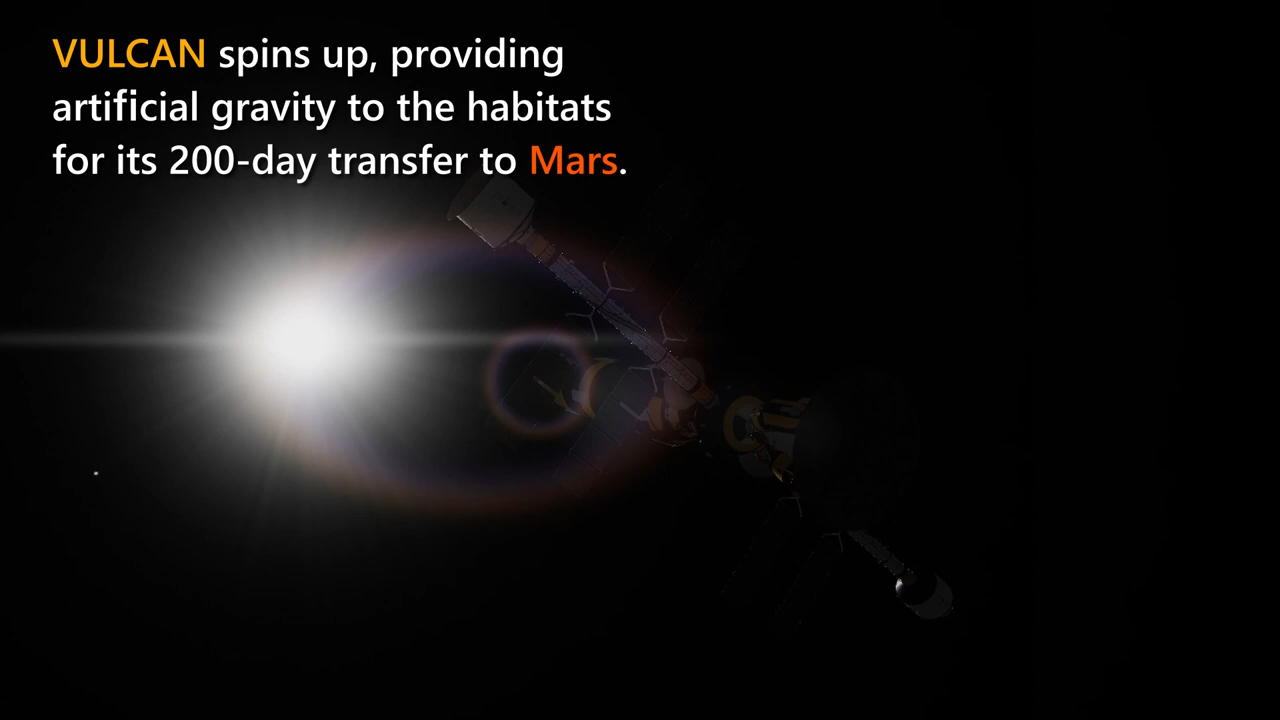 VULCAN spins up, providing
artificial gravity to the habitats
for its 200-day transfer to Mars.